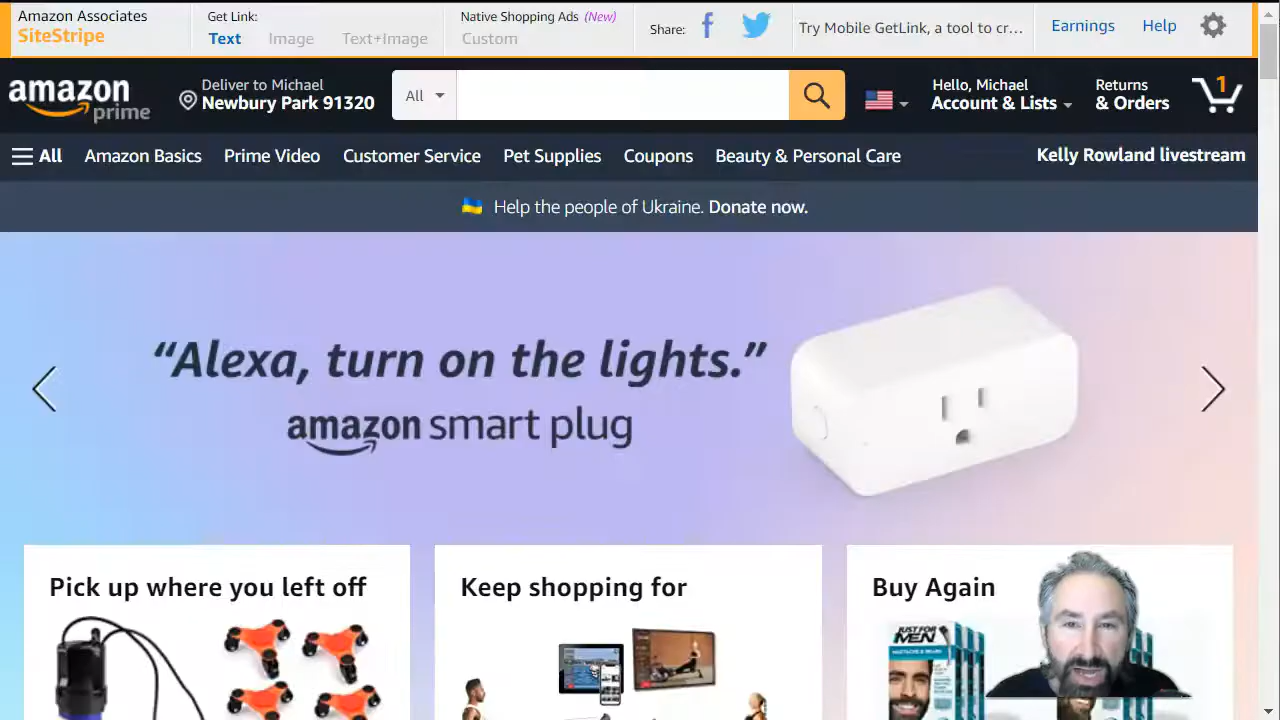 Amazon Associates
SiteStripe
Get Link:
Text Image Text+Image
Native Shopping Ads (New)
Custom
Share:
Try Mobile GetLink, a tool to cr...
Earnings
Help
amazon
prime
Deliver to Michael
Newbury Park 91320
All
Hello, Michael
Account & Lists
Returns
& Orders
1
All
Amazon Basics
Prime Video
Customer Service
Pet Supplies
Coupons
Beauty & Personal Care
Kelly Rowland livestream
Help the people of Ukraine. Donate now.
“Alexa, turn on the lights.”
amazon smart plug
Pick up where you left off
Keep shopping for
Buy Again
JUST FOR
MEN
MUSTACHE & BEARD